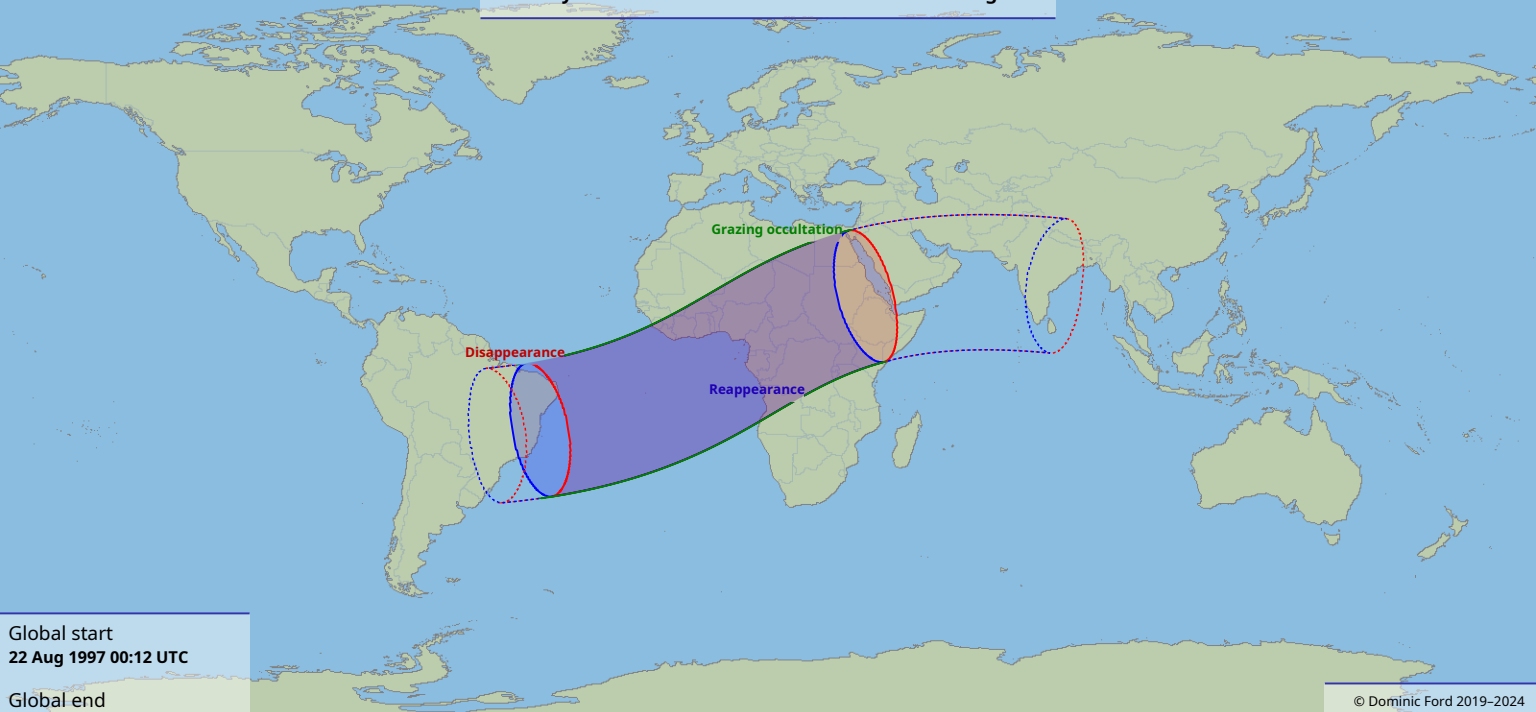 Grazing occultation
Disappearance
Reappearance
Global start
22 Aug 1997 00:12 UTC
Global end
© Dominic Ford 2019–2024